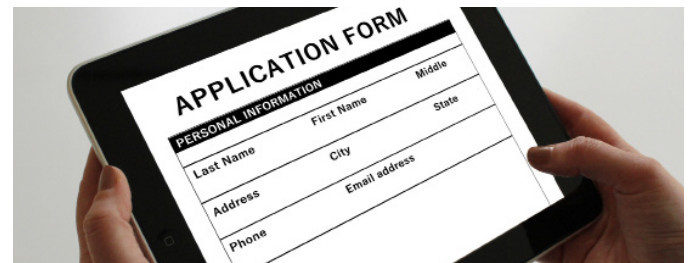 APPLICATION FORM
PERSONAL INFORMATION
Last Name First Name Middle
Address City State
Phone Email address